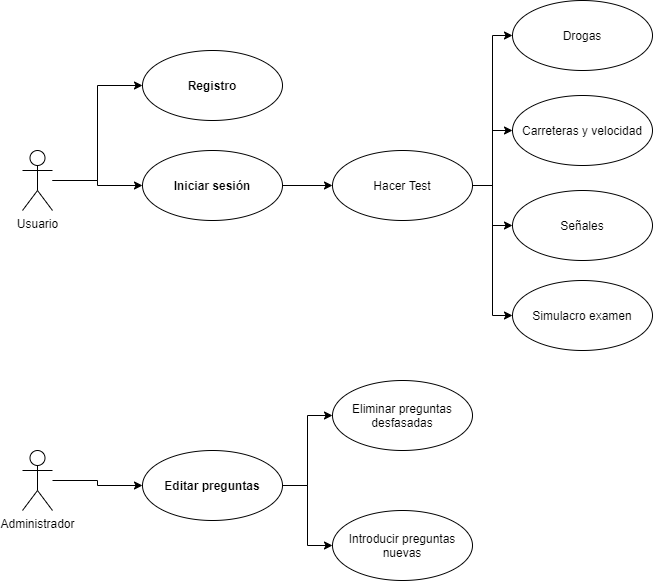 Drogas
Registro
Carreteras y velocidad
Usuario
Iniciar sesión
Hacer Test
Señales
Simulacro examen
Eliminar preguntas
desfasadas
Administrador
Editar preguntas
Introducir preguntas
nuevas